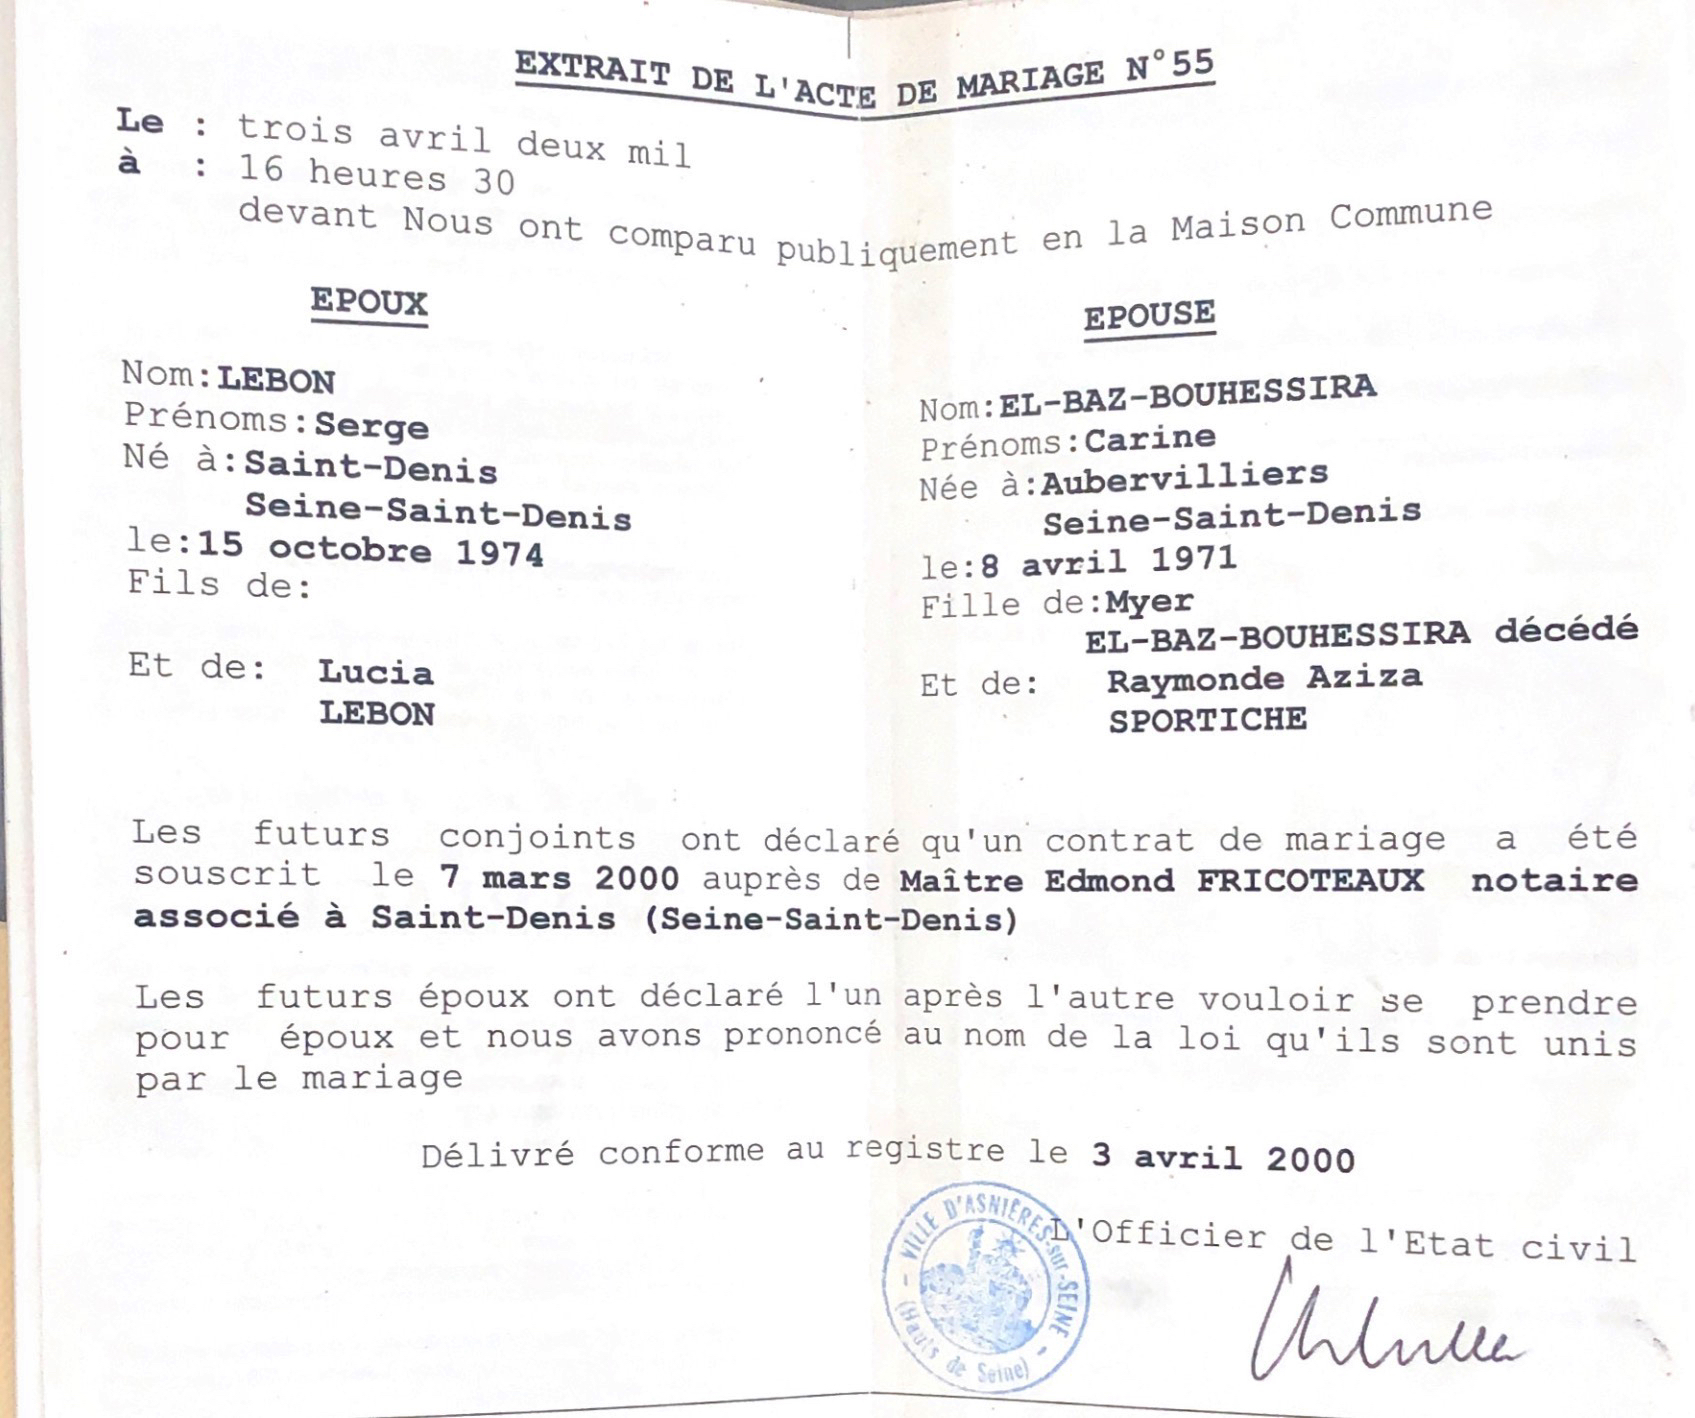 EXTRAIT DE L'ACTE DE MARIAGE N°55
Le : trois avril deux mil
à : 16 heures 30
devant Nous ont comparu publiquement en la Maison Commune
EPOUX
Nom:LEBON
Prénoms:Serge
Né à:Saint-Denis
Seine-Saint-Denis
le:15 octobre 1974
Fils de:
Et de: Lucia
LEBON
EPOUSE
Nom:EL-BAZ-BOUHESSIRA
Prénoms:Carine
Née à:Aubervilliers
Seine-Saint-Denis
le:8 avril 1971
Fille de:Myer
EL-BAZ-BOUHESSIRA décédé
Et de: Raymonde Aziza
SPORTICHE
Les futurs conjoints ont déclaré qu'un contrat de mariage a été
souscrit le 7 mars 2000 auprès de Maître Edmond FRICOTEAUX notaire
associé à Saint-Denis (Seine-Saint-Denis)
Les futurs époux ont déclaré l'un après l'autre vouloir se prendre
pour époux et nous avons prononcé au nom de la loi qu'ils sont unis
par le mariage
Délivré conforme au registre le 3 avril 2000
L'Officier de l'Etat civil
VILLE D'ASNIÈRES-sur-SEINE
(Hauts de Seine)